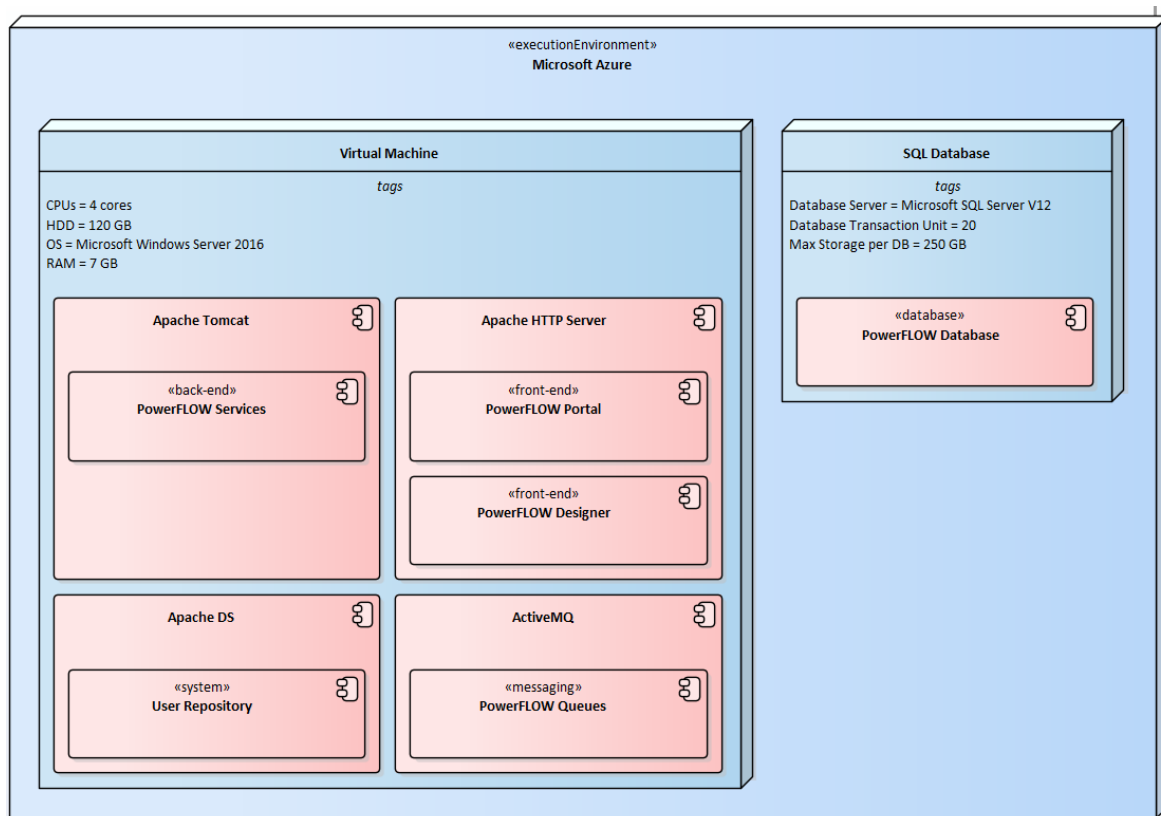 «executionEnvironment»
Microsoft Azure
Virtual Machine
tags
CPUs = 4 cores
HDD = 120 GB
OS = Microsoft Windows Server 2016
RAM = 7 GB
Apache Tomcat
«back-end»
PowerFLOW Services
Apache HTTP Server
«front-end»
PowerFLOW Portal
«front-end»
PowerFLOW Designer
Apache DS
«system»
User Repository
ActiveMQ
«messaging»
PowerFLOW Queues
SQL Database
tags
Database Server = Microsoft SQL Server V12
Database Transaction Unit = 20
Max Storage per DB = 250 GB
«database»
PowerFLOW Database